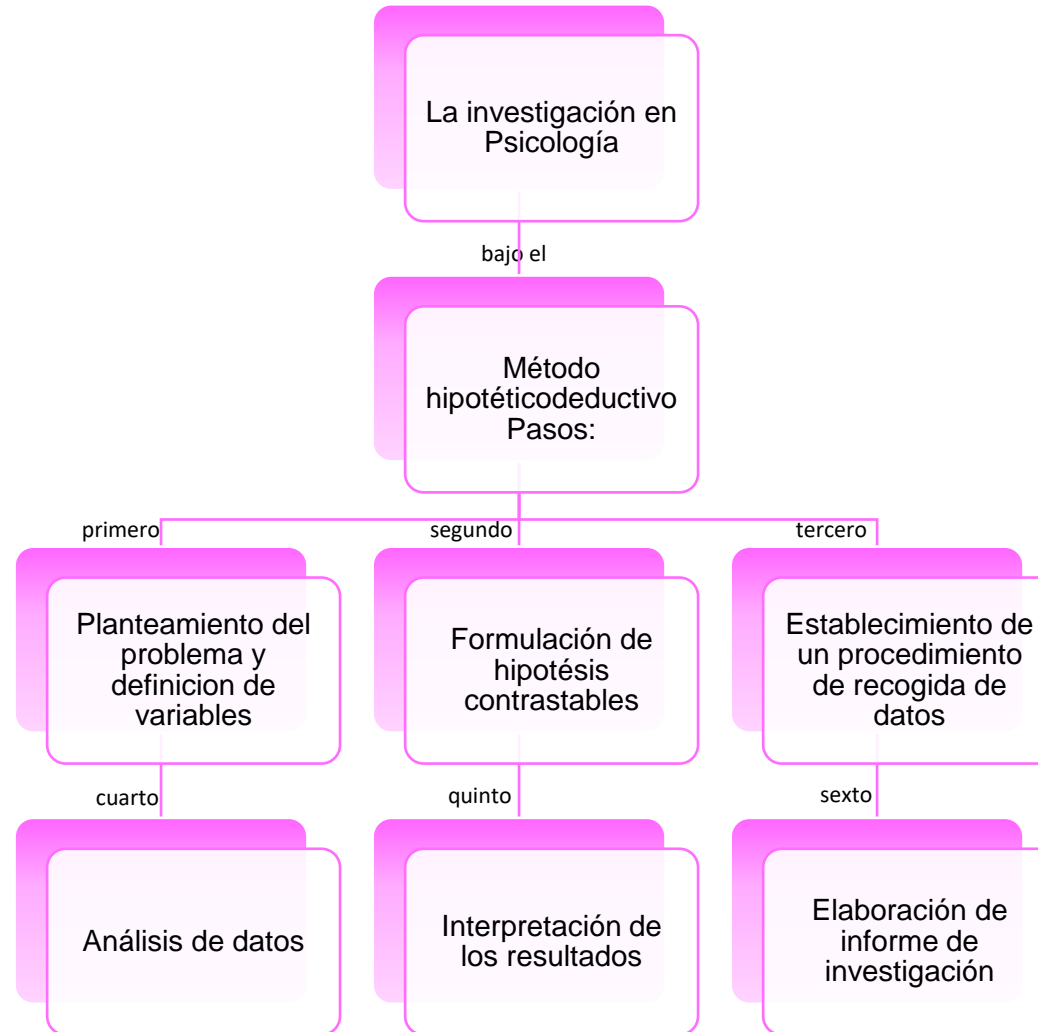 La investigación en
Psicología
bajo el
Método
hipotéticodeductivo
Pasos:
primero
segundo
tercero
Planteamiento del
problema y
definicion de
variables
Formulación de
hipotésis
contrastables
Establecimiento de
un procedimiento
de recogida de
datos
cuarto
quinto
sexto
Análisis de datos
Interpretación de
los resultados
Elaboración de
informe de
investigación